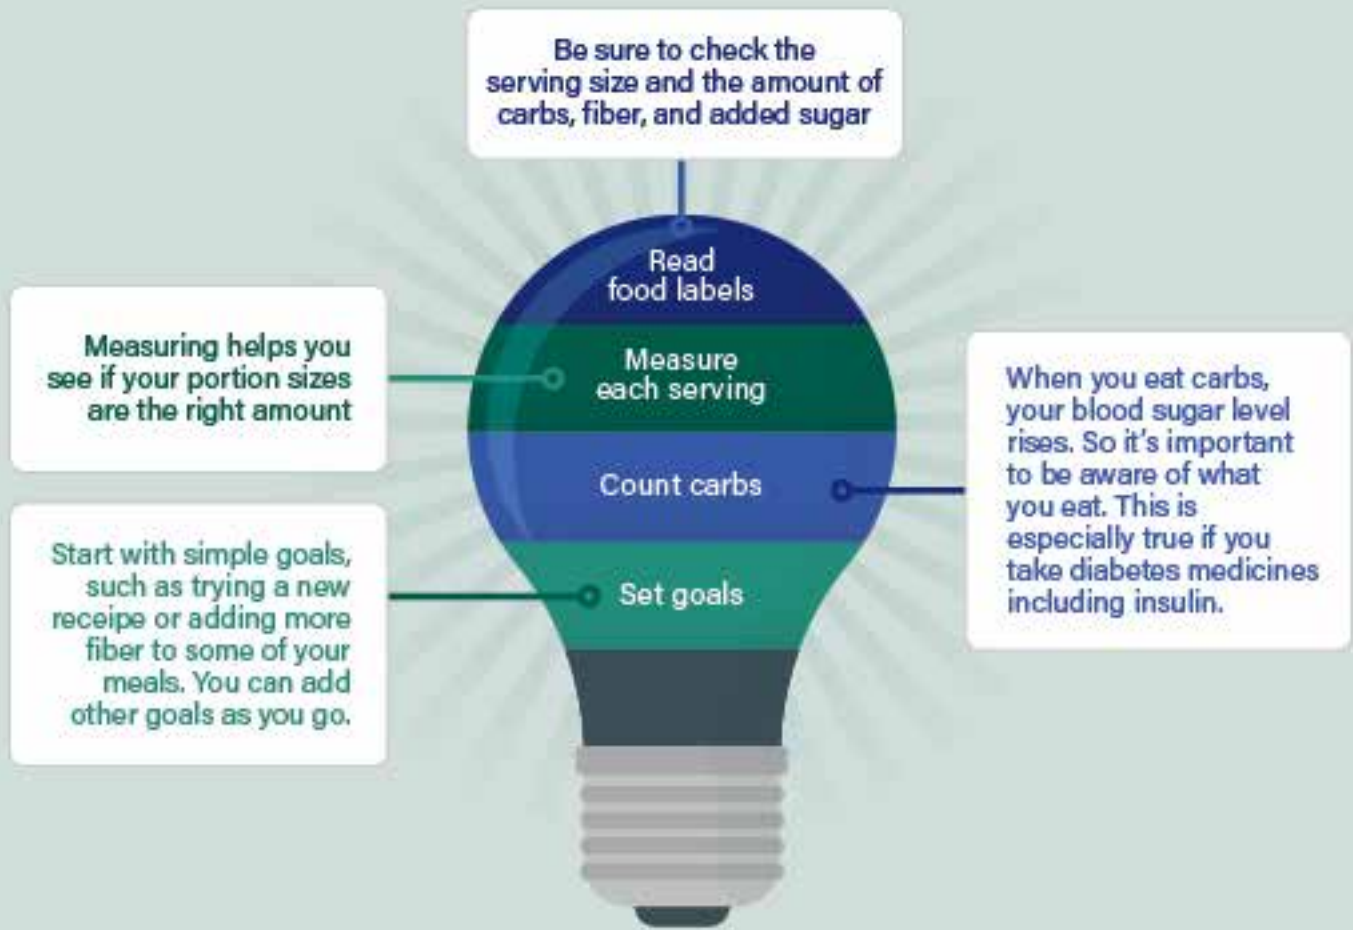 Be sure to check the
serving size and the amount of
carbs, fiber, and added sugar
Read
food labels
Measuring helps you
see if your portion sizes
are the right amount
Measure
each serving
When you eat carbs,
your blood sugar level
rises. So it's important
to be aware of what
you eat. This is
especially true if you
take diabetes medicines
including insulin.
Count carbs
Start with simple goals,
such as trying a new
receipe or adding more
fiber to some of your
meals. You can add
other goals as you go.
Set goals